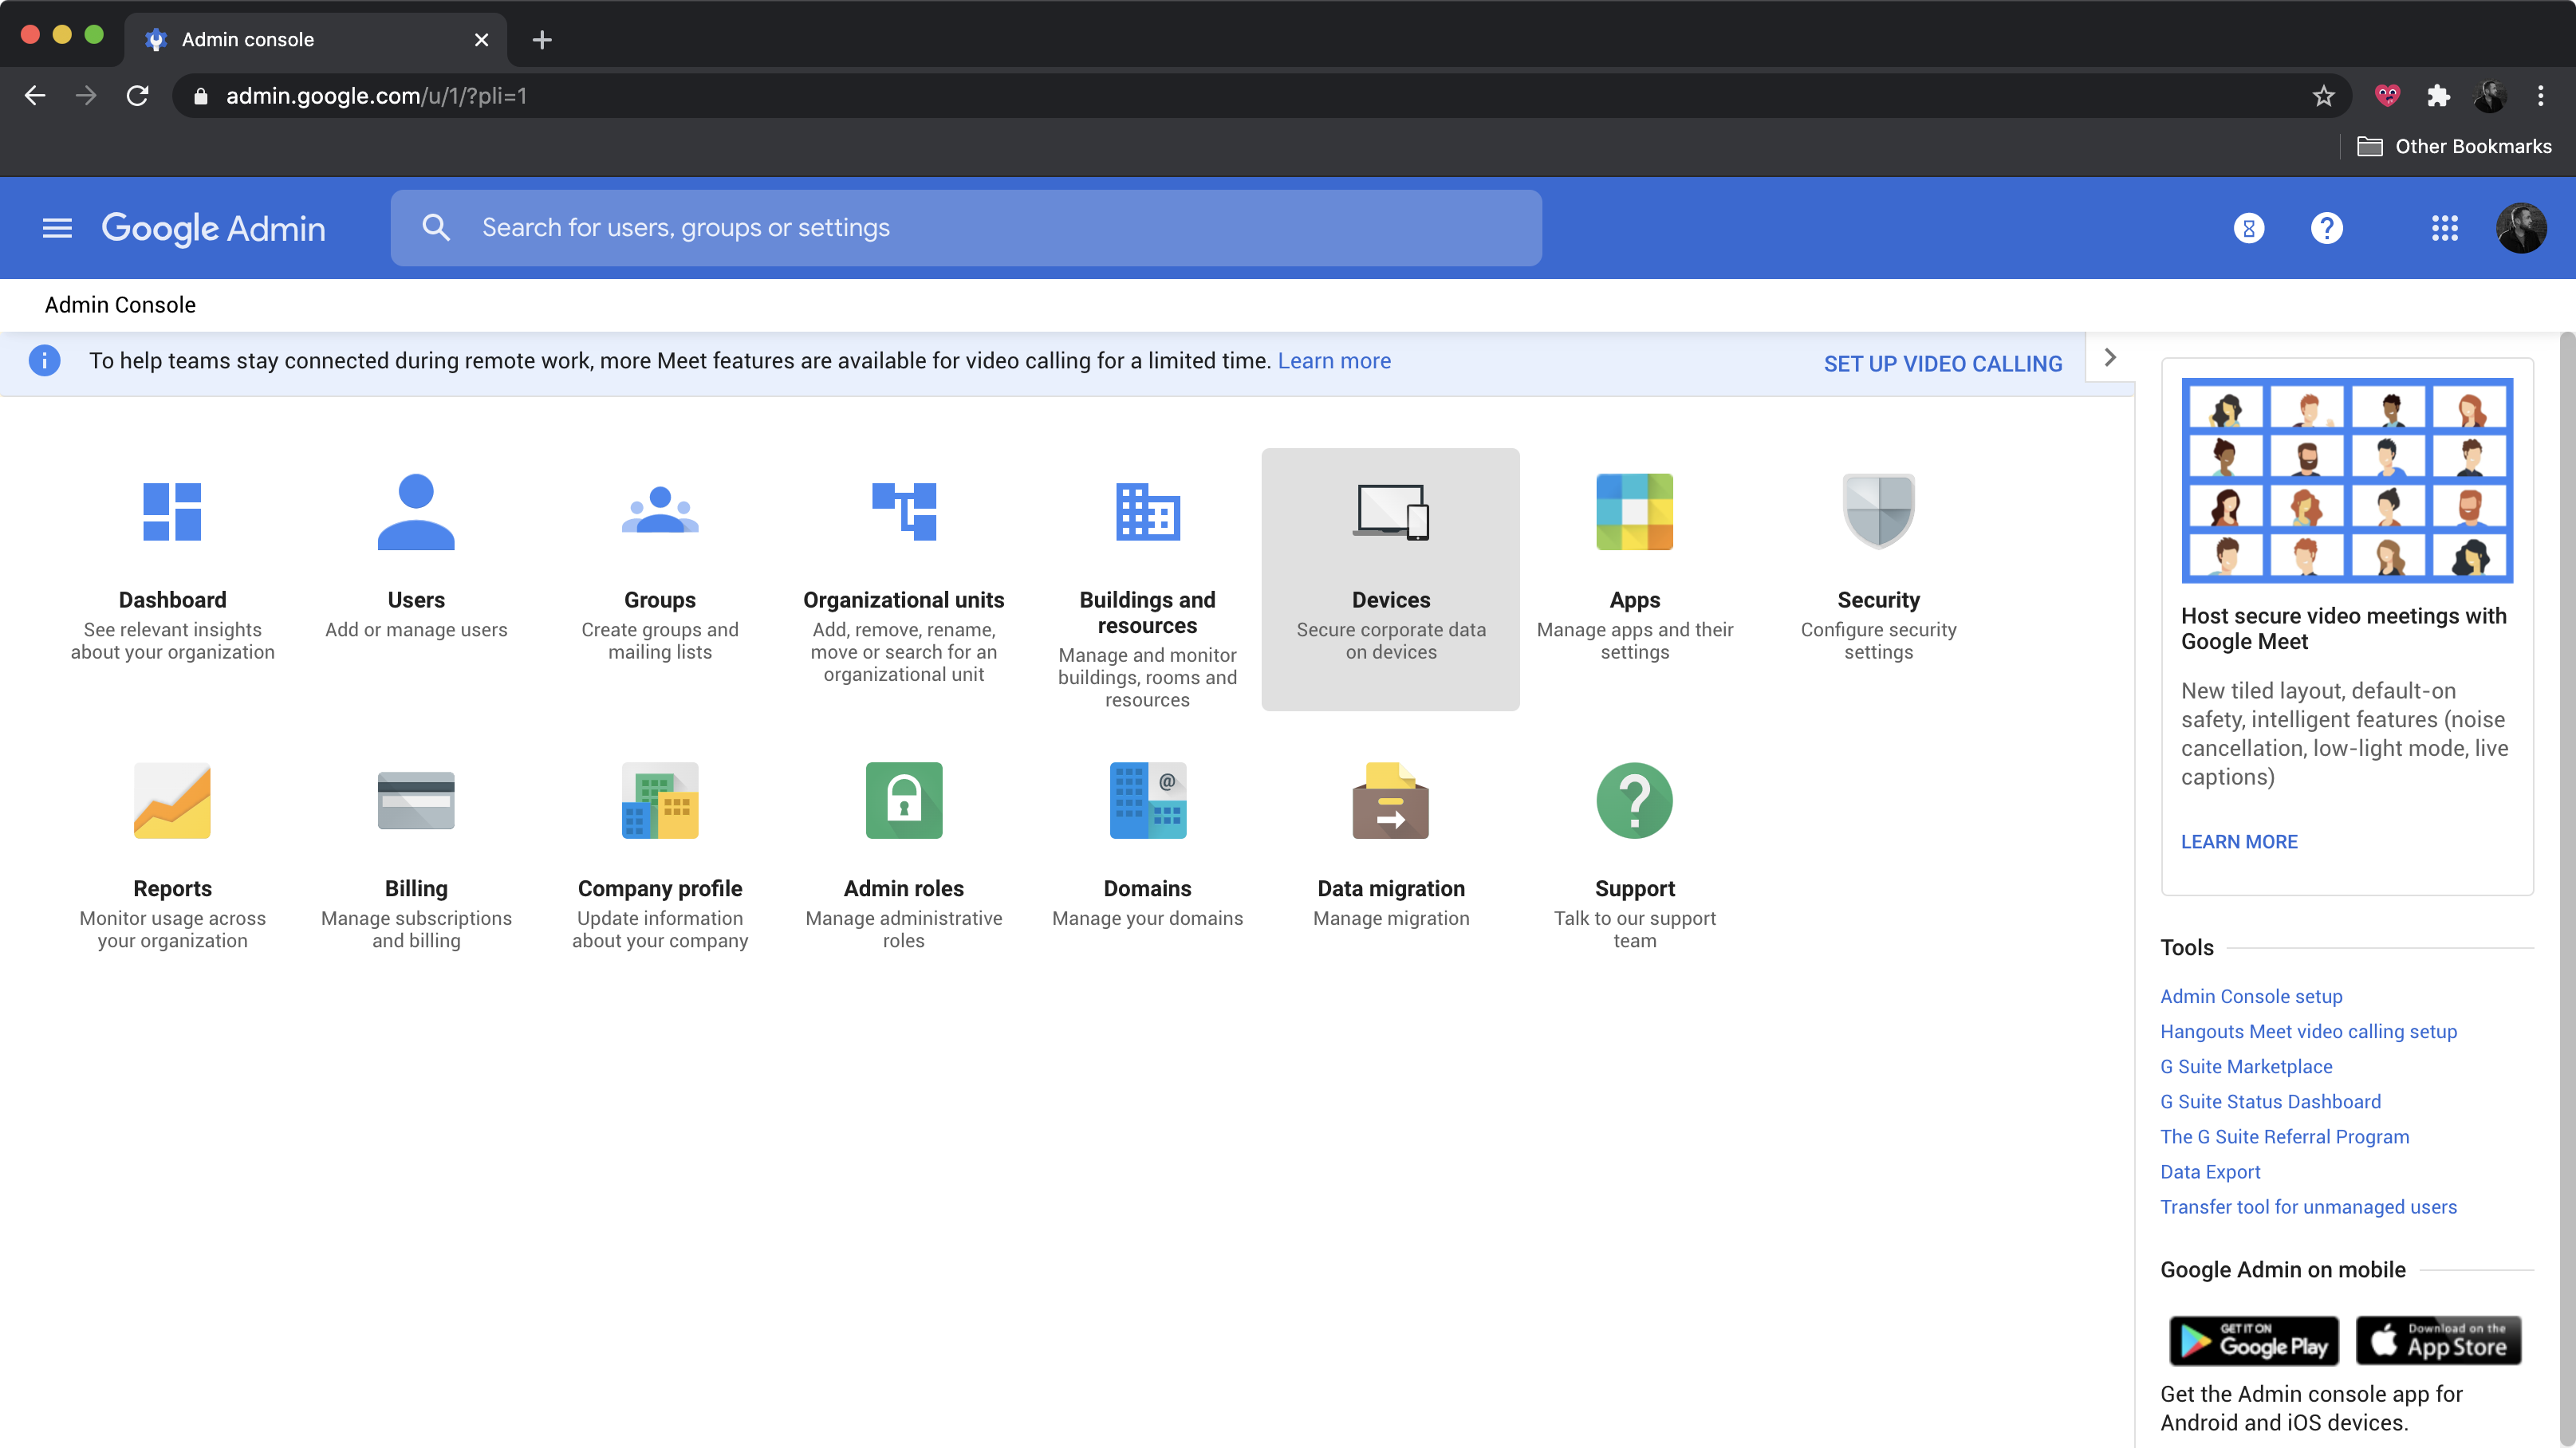 Admin console
admin.google.com/u/1/?pli=1
Other Bookmarks
Google Admin
Search for users, groups or settings
Admin Console
To help teams stay connected during remote work, more Meet features are available for video calling for a limited time. Learn more
SET UP VIDEO CALLING
Dashboard
See relevant insights
about your organization
Users
Add or manage users
Groups
Create groups and
mailing lists
Organizational units
Add, remove, rename,
move or search for an
organizational unit
Buildings and
resources
Manage and monitor
buildings, rooms and
resources
Devices
Secure corporate data
on devices
Apps
Manage apps and their
settings
Security
Configure security
settings
Reports
Monitor usage across
your organization
Billing
Manage subscriptions
and billing
Company profile
Update information
about your company
Admin roles
Manage administrative
roles
@
Domains
Manage your domains
Data migration
Manage migration
Support
Talk to our support
team
Host secure video meetings with
Google Meet
New tiled layout, default-on
safety, intelligent features (noise
cancellation, low-light mode, live
captions)
LEARN MORE
Tools
Admin Console setup
Hangouts Meet video calling setup
G Suite Marketplace
G Suite Status Dashboard
The G Suite Referral Program
Data Export
Transfer tool for unmanaged users
Google Admin on mobile
GET IT ON
Google Play
Download on the
App Store
Get the Admin console app for
Android and iOS devices.